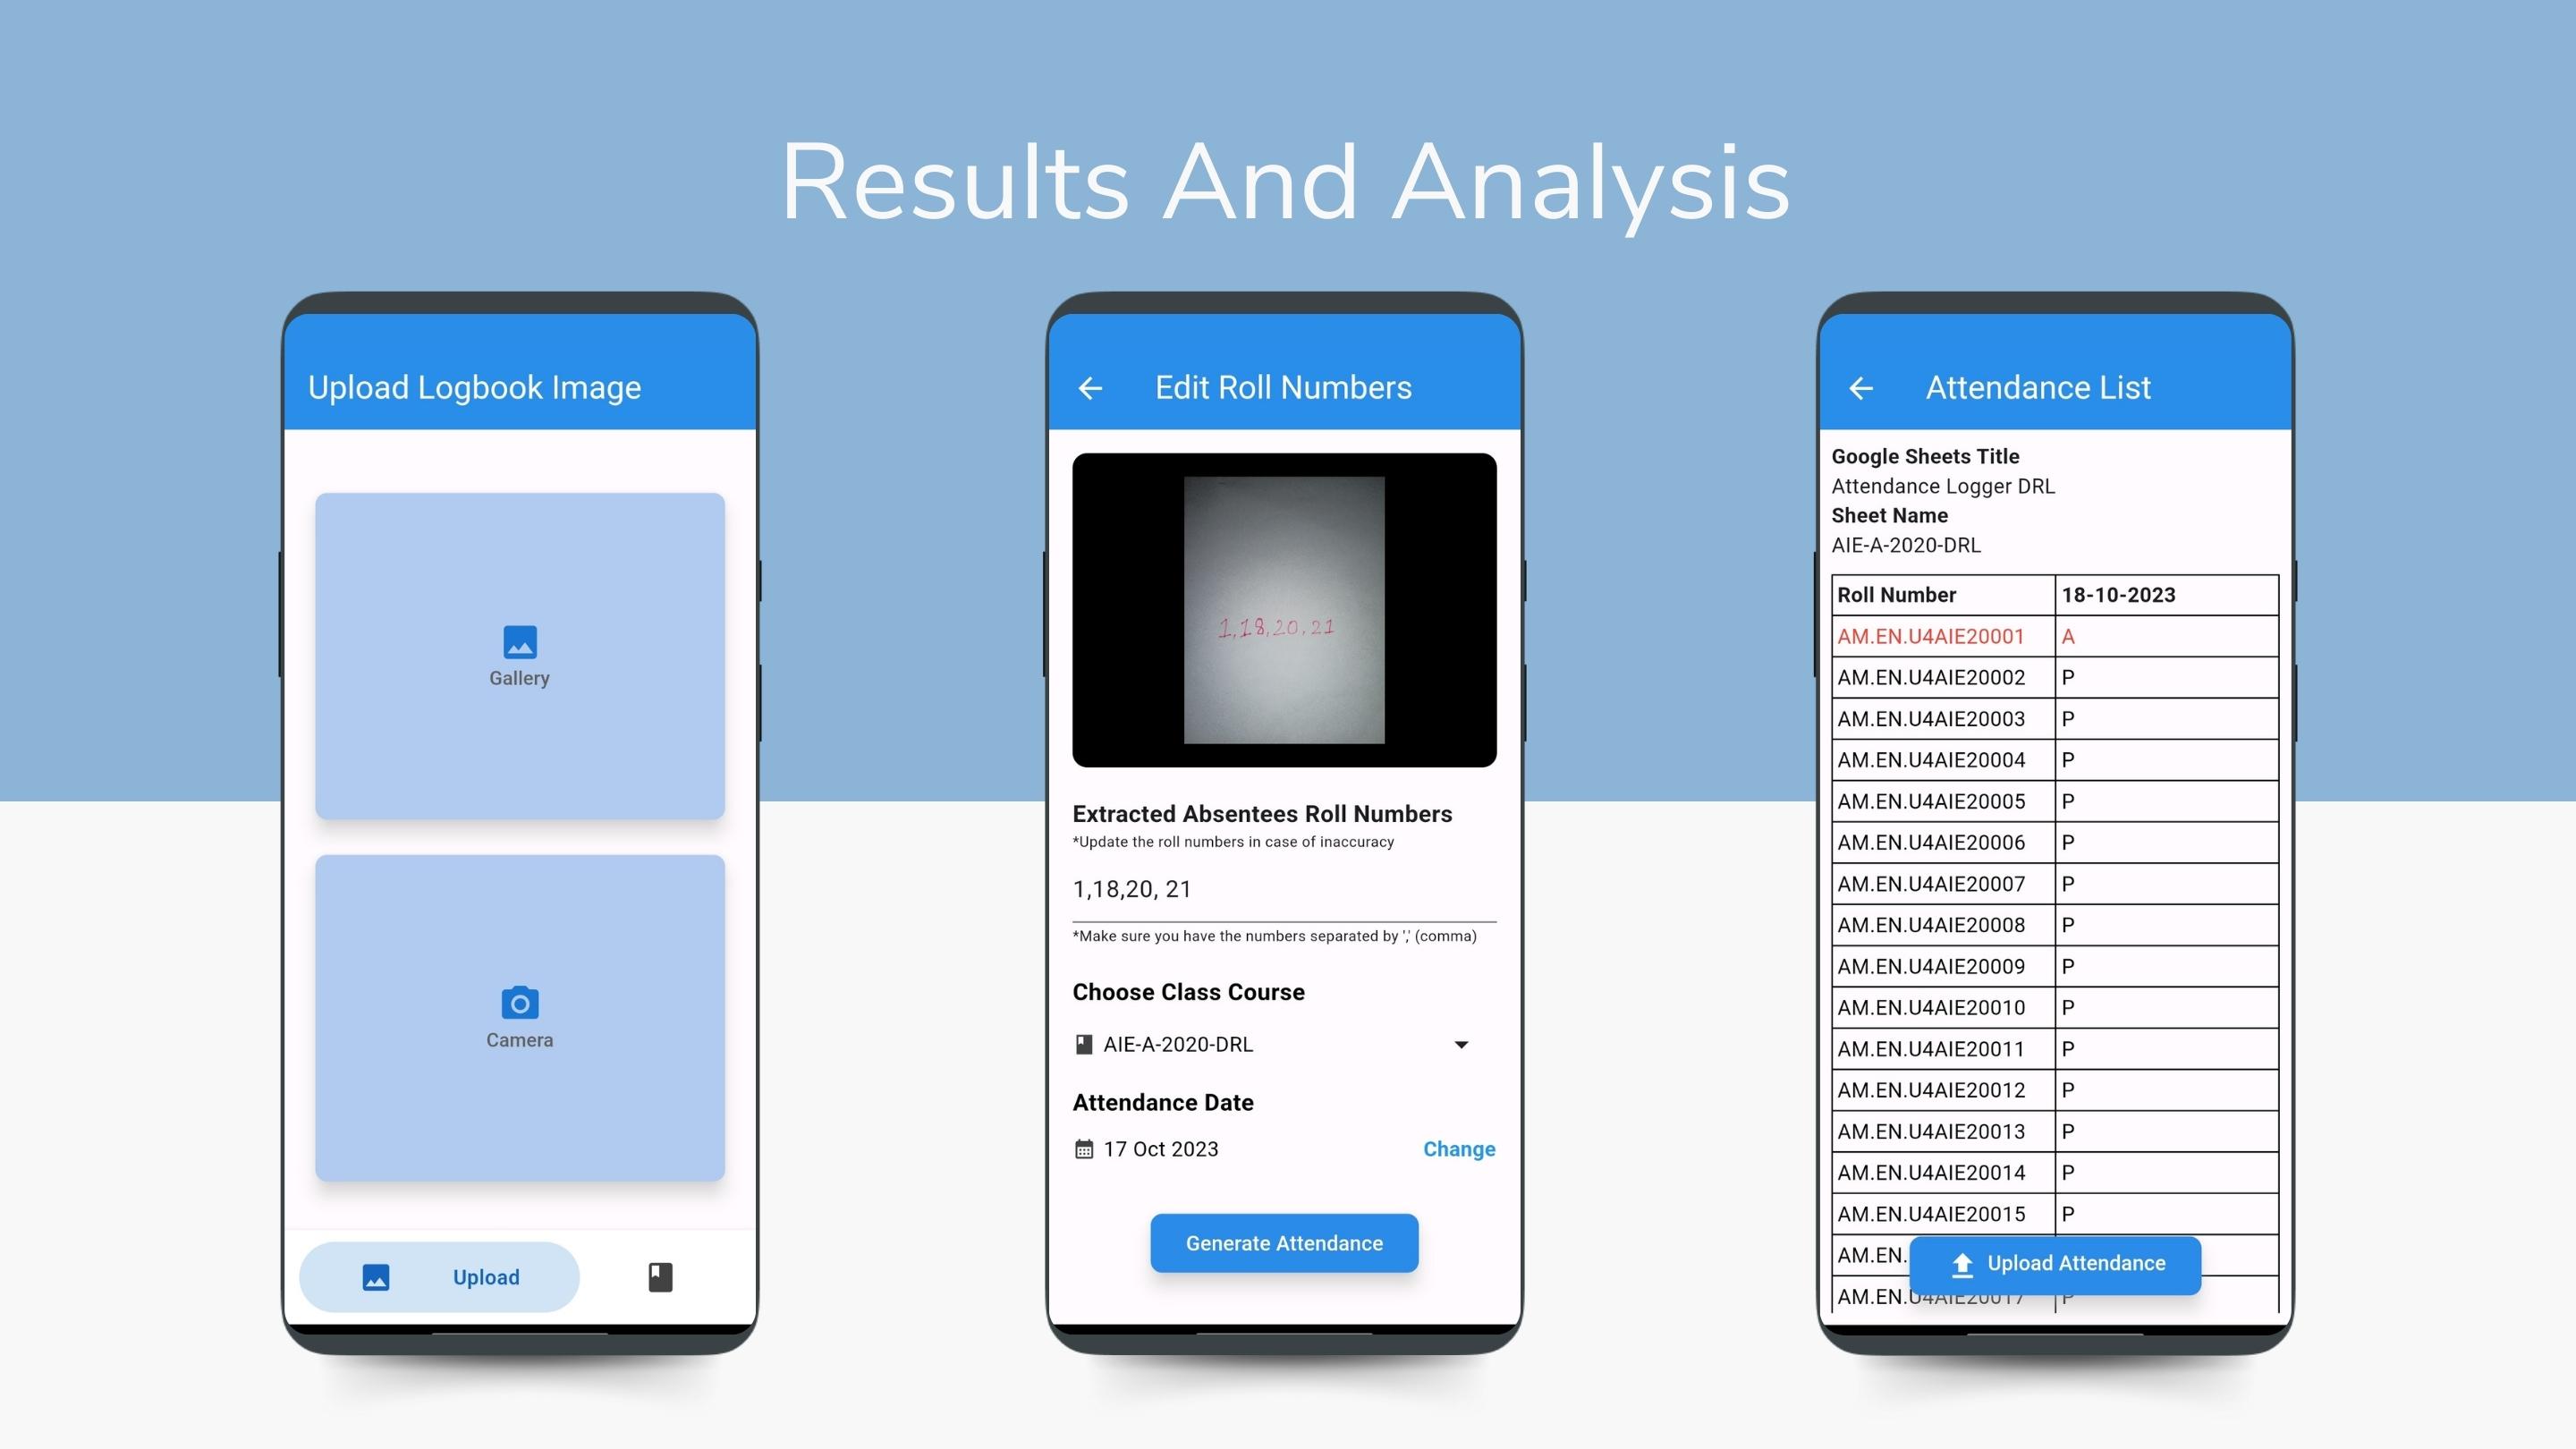 Results And Analysis
Upload Logbook Image
Gallery
Camera
Upload
Edit Roll Numbers
1,18,20,21
Extracted Absentees Roll Numbers
*Update the roll numbers in case of inaccuracy
1,18,20, 21
*Make sure you have the numbers separated by ',' (comma)
Choose Class Course
AIE-A-2020-DRL
Attendance Date
17 Oct 2023 Change
Generate Attendance
Attendance List
Google Sheets Title
Attendance Logger DRL
Sheet Name
AIE-A-2020-DRL
Roll Number 18-10-2023
AM.EN.U4AIE20001 A
AM.EN.U4AIE20002 P
AM.EN.U4AIE20003 P
AM.EN.U4AIE20004 P
AM.EN.U4AIE20005 P
AM.EN.U4AIE20006 P
AM.EN.U4AIE20007 P
AM.EN.U4AIE20008 P
AM.EN.U4AIE20009 P
AM.EN.U4AIE20010 P
AM.EN.U4AIE20011 P
AM.EN.U4AIE20012 P
AM.EN.U4AIE20013 P
AM.EN.U4AIE20014 P
AM.EN.U4AIE20015 P
AM.EN.
Upload Attendance
AM.EN.U4AIE20017 P